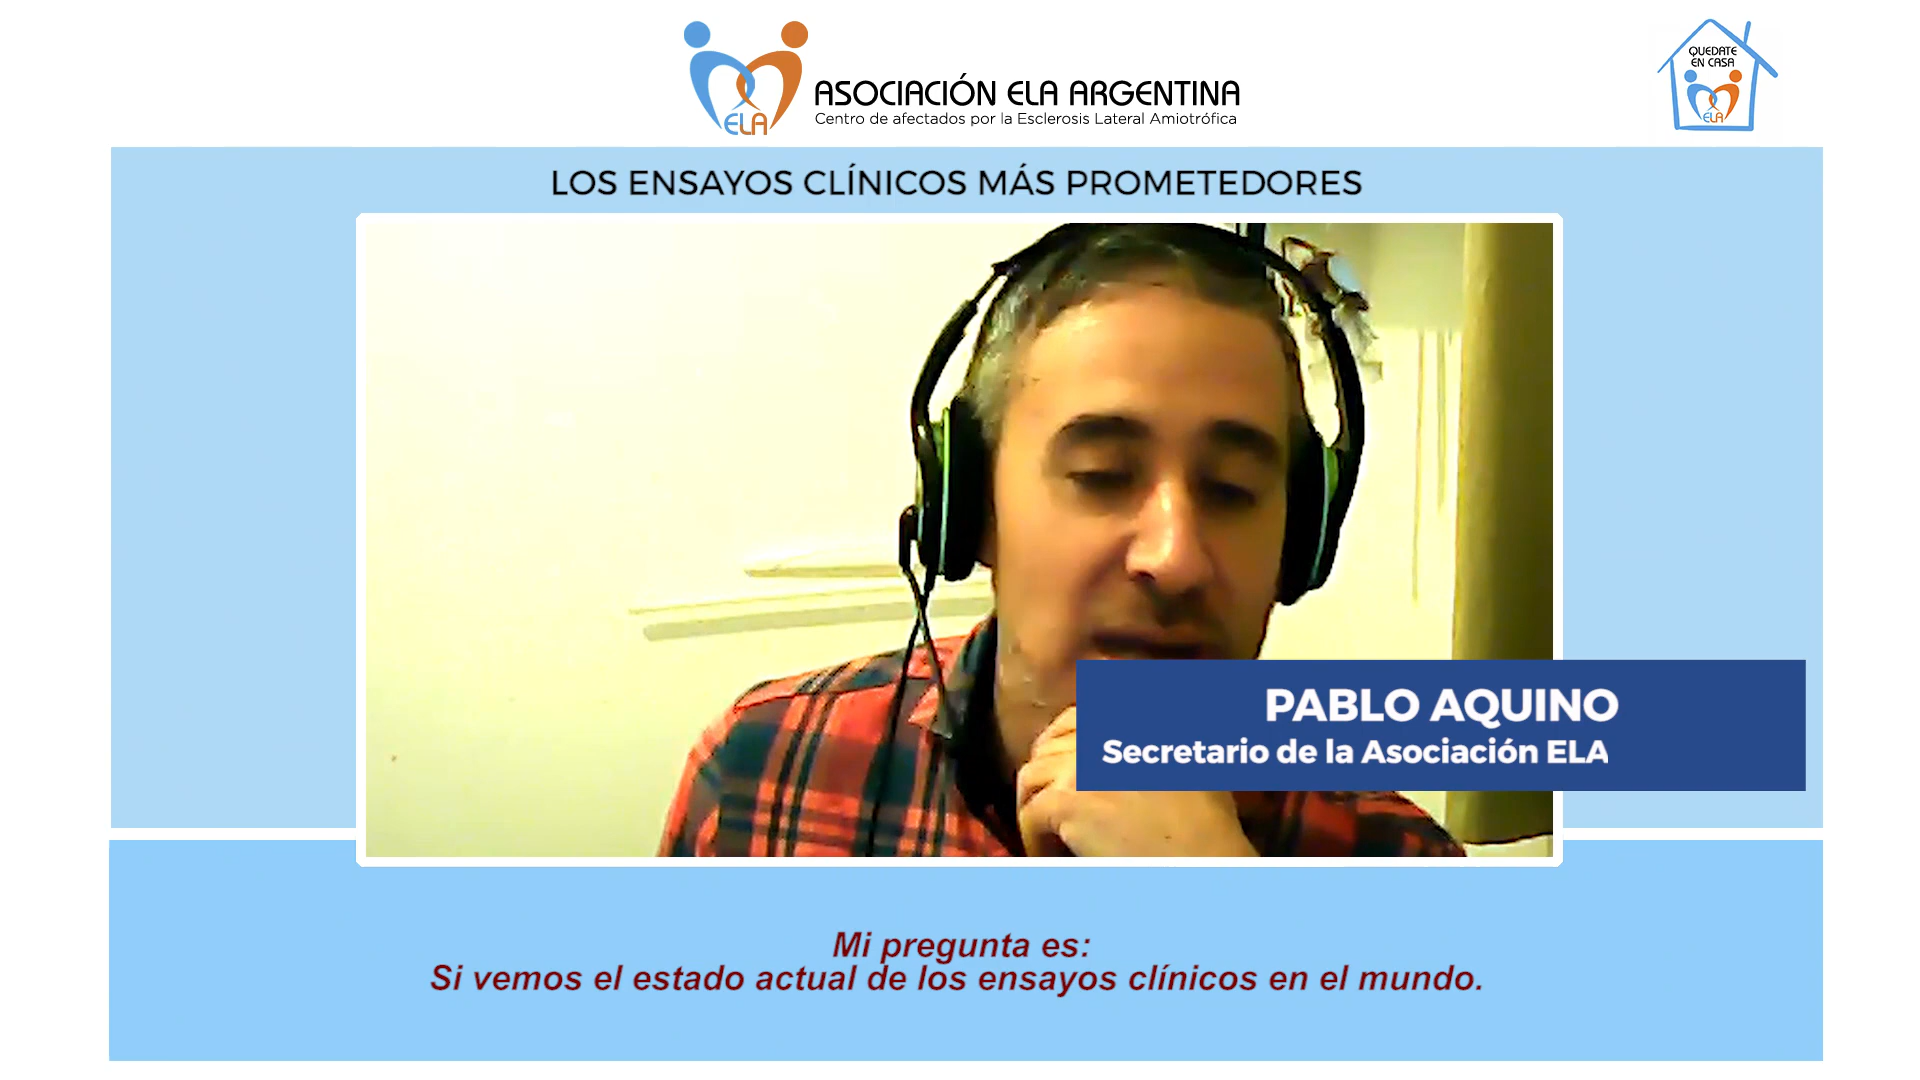 ELA
ASOCIACIÓN ELA ARGENTINA
Centro de afectados por la Esclerosis Lateral Amiotrófica
QUEDATE
EN CASA
ELA
LOS ENSAYOS CLÍNICOS MÁS PROMETEDORES
PABLO AQUINO
Secretario de la Asociación ELA
Mi pregunta es:
Si vemos el estado actual de los ensayos clínicos en el mundo.